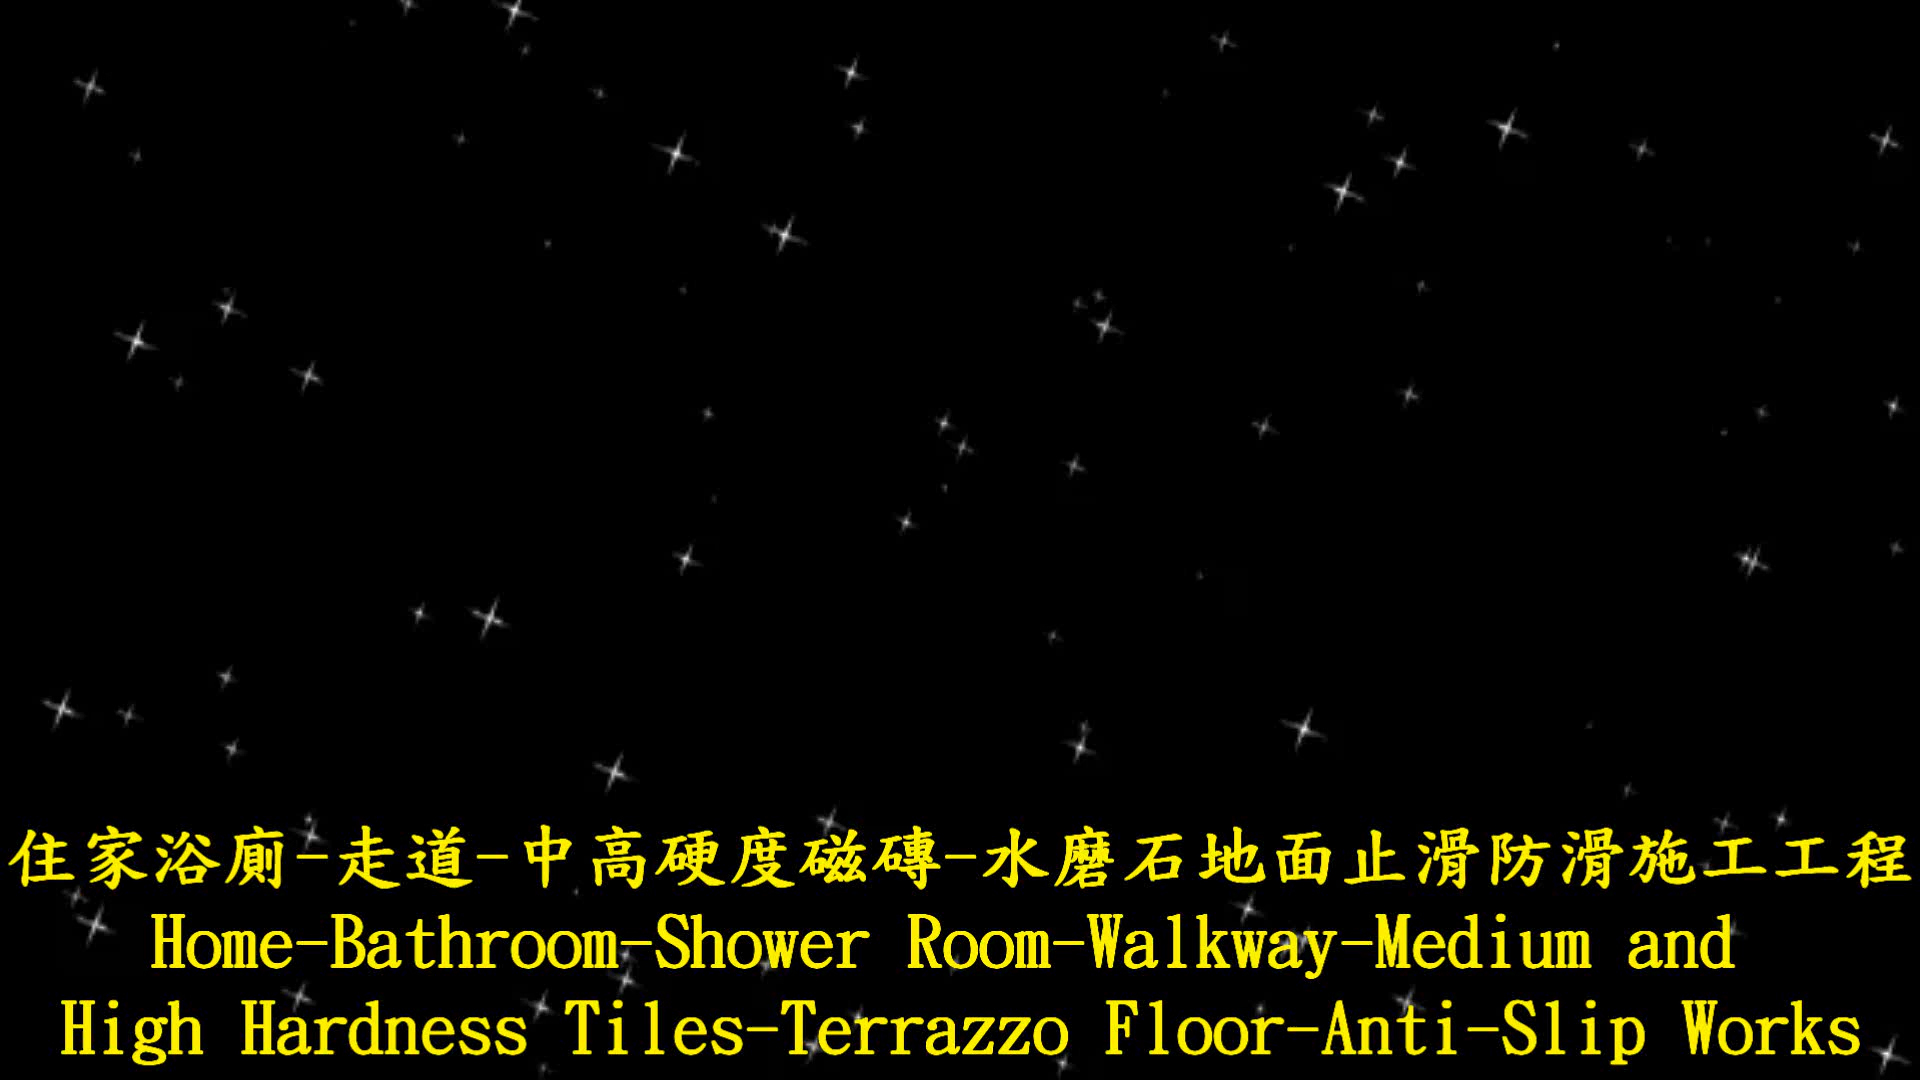 住家浴廁-走道-中高硬度磁磚-水磨石地面止滑防滑施工工程
Home-Bathroom-Shower Room-Walkway-Medium and
High Hardness Tiles-Terrazzo Floor-Anti-Slip Works